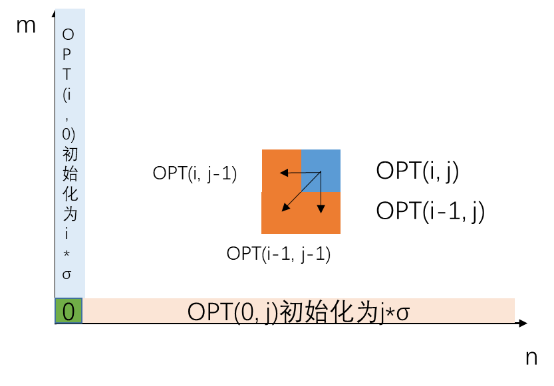 m
OPT(i,0)初始化为i*σ
OPT(i, j-1)
OPT(i, j)
OPT(i-1, j)
OPT(i-1, j-1)
0
OPT(0, j)初始化为j*σ
n